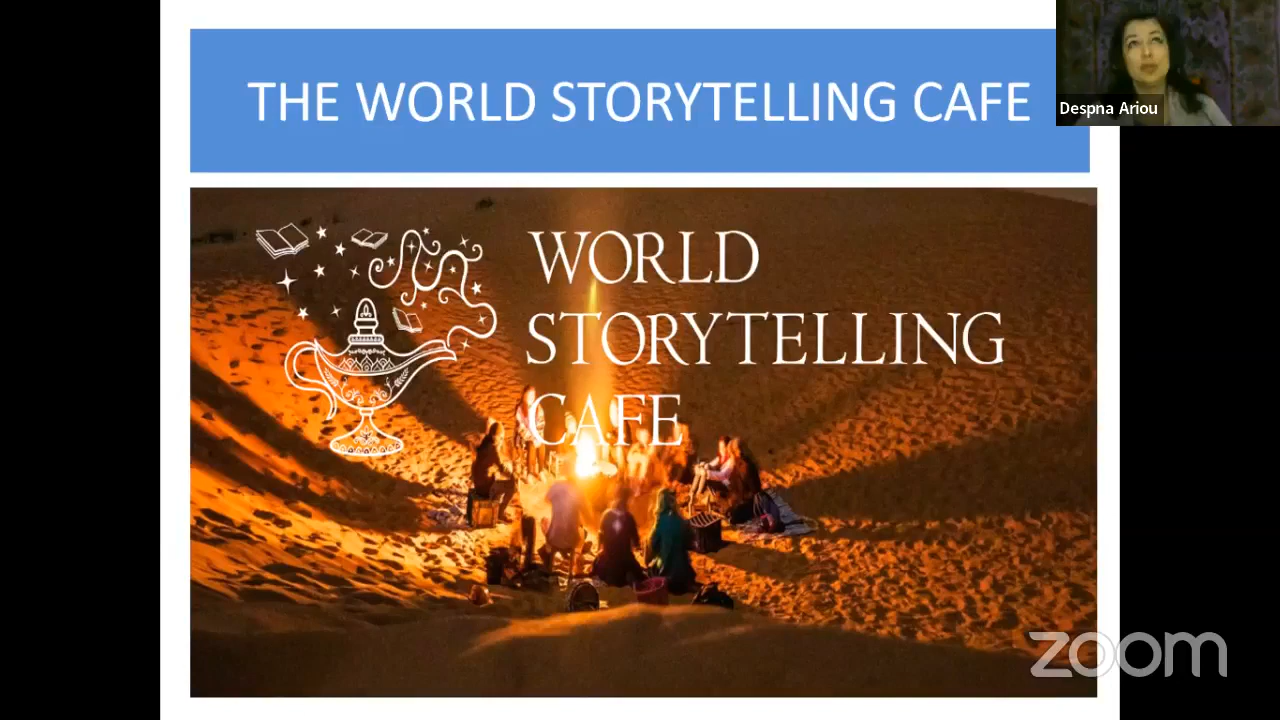 THE WORLD STORYTELLING CAFE
Despna Ariou
WORLD
STORYTELLING
CAFE
zoom